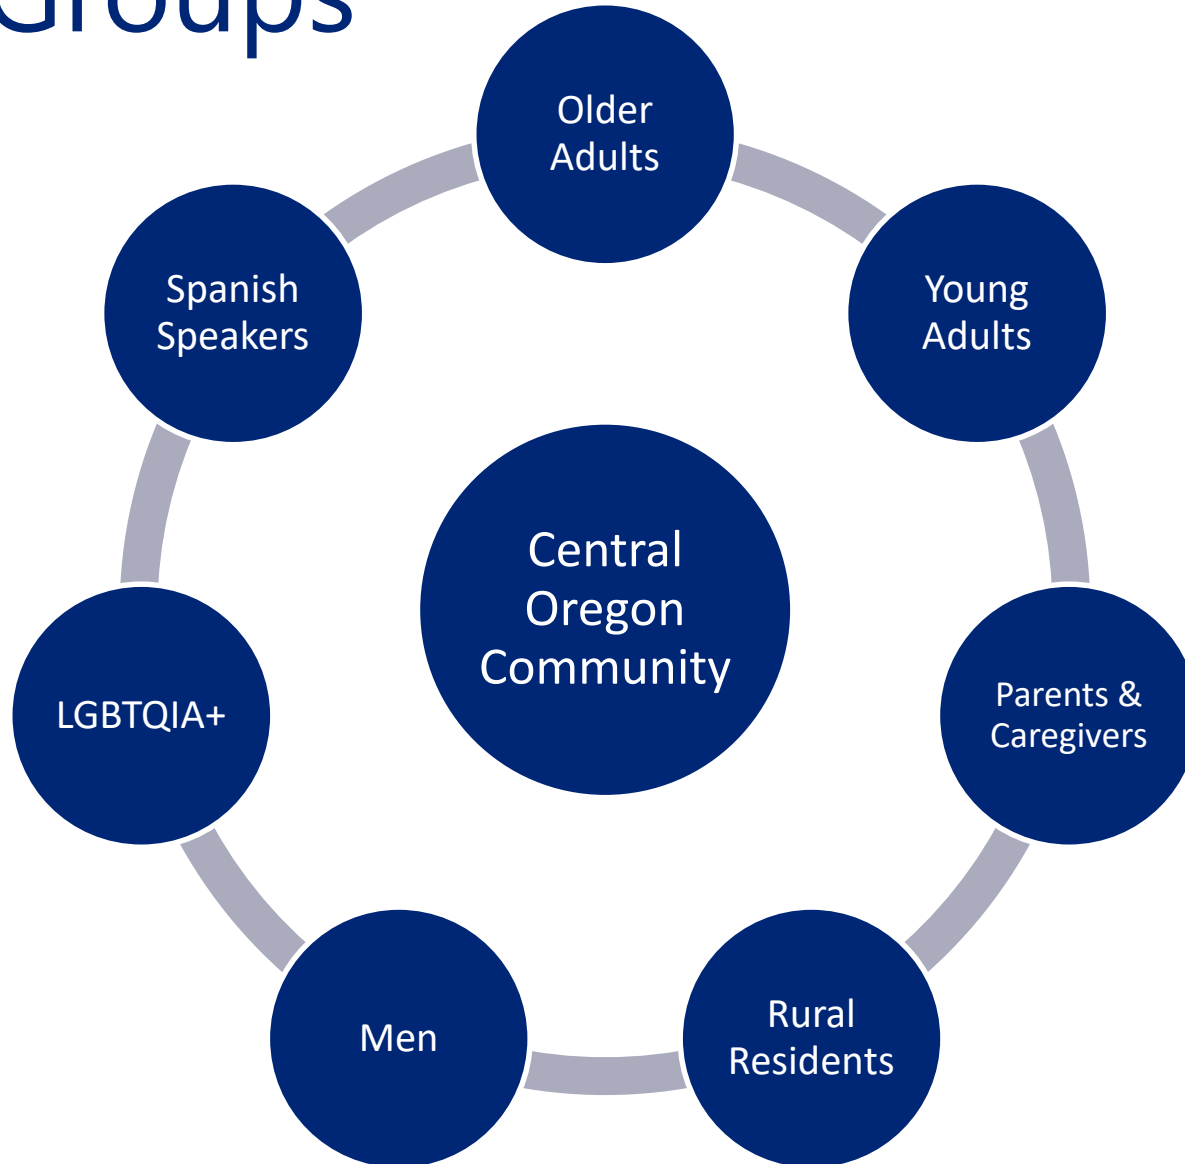 Groups
Older
Adults
Spanish
Speakers
Young
Adults
Central
Oregon
Community
LGBTQIA+
Parents &
Caregivers
Men
Rural
Residents